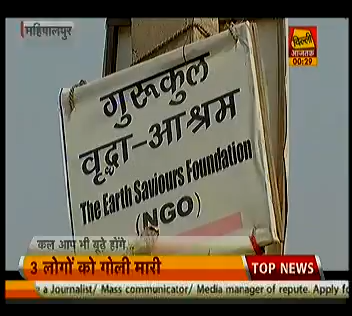 महिपालपुर
दिल्ली
आजतक
00:29
गुरूकुल
वृद्धा-आश्रम
The Earth Saviours Foundation
(NGO)
कल आप भी बूढ़े होंगे...
3 लोगों को गोली मारी
TOP NEWS
e a Journalist/ Mass communicator/ Media manager of repute. Apply fo